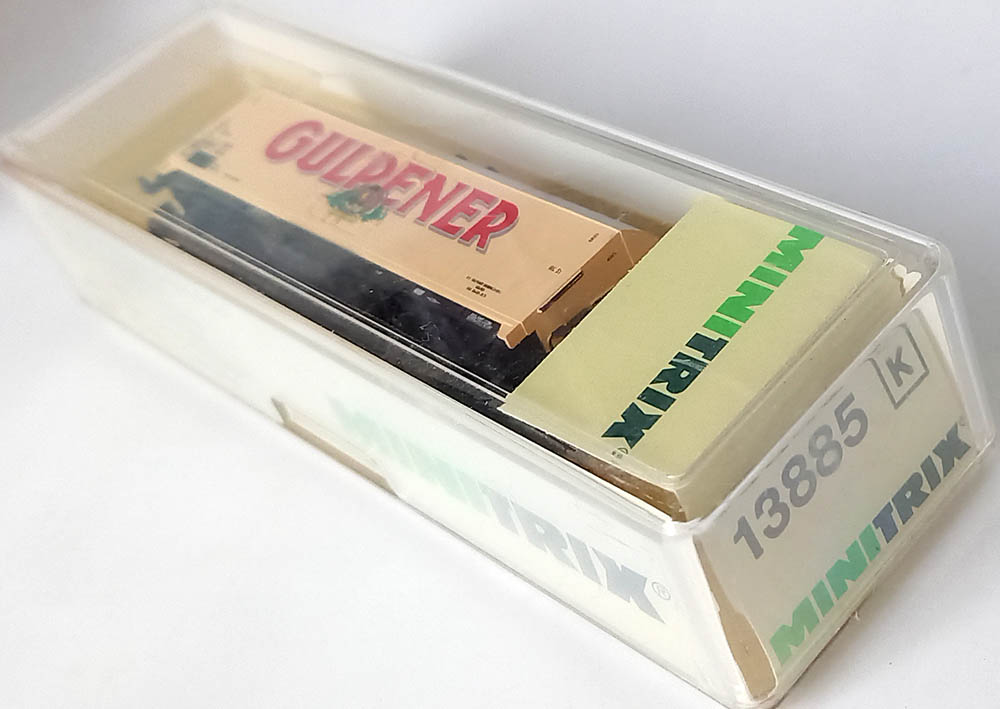 GULPENER
MINITRIX
MINITRIX®
13885
K
MINITRIX